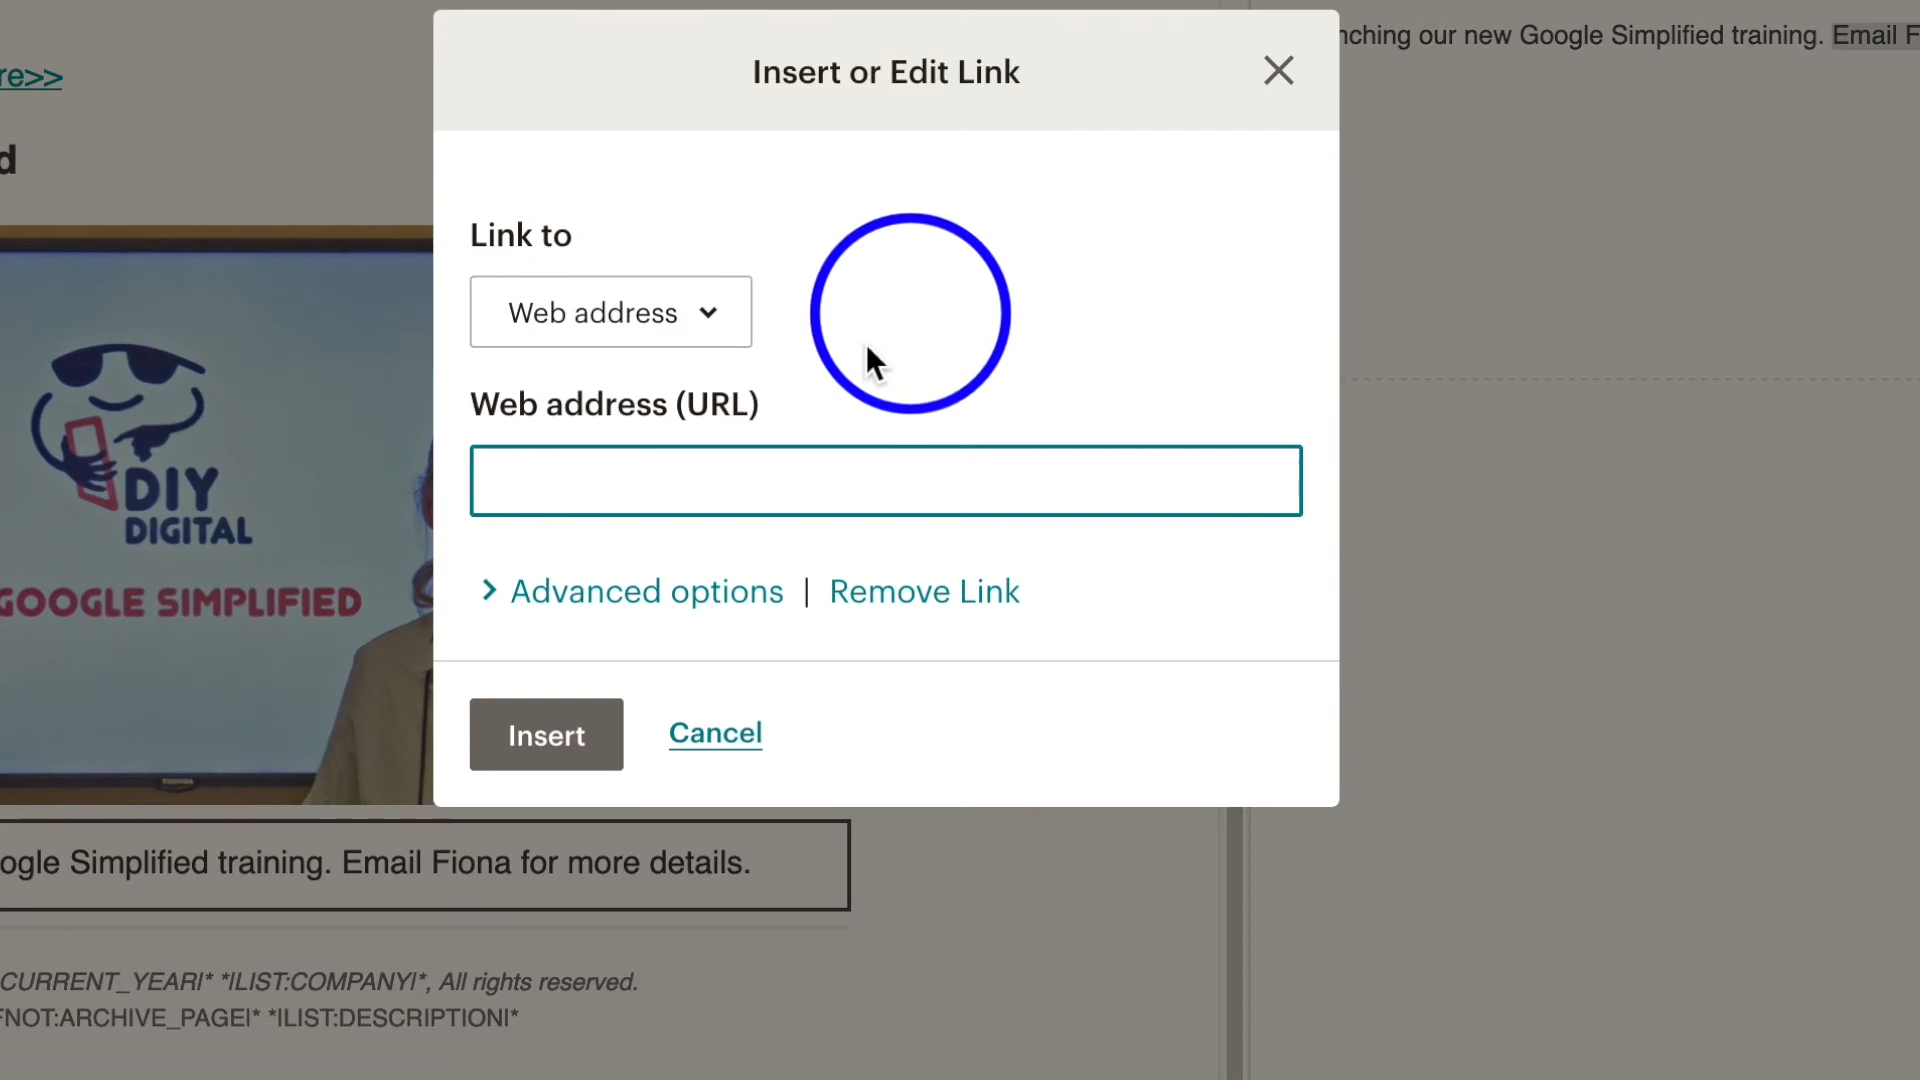 Insert or Edit Link
nching our new Google Simplified training. Email F
re>>
d
Link to
Web address
Web address (URL)
DIY
DIGITAL
GOOGLE SIMPLIFIED
Advanced options | Remove Link
Insert
Cancel
ogle Simplified training. Email Fiona for more details.
CURRENT_YEAR|* *|LIST:COMPANY|*, All rights reserved.
FNOT:ARCHIVE_PAGE|* *|LIST:DESCRIPTION|*